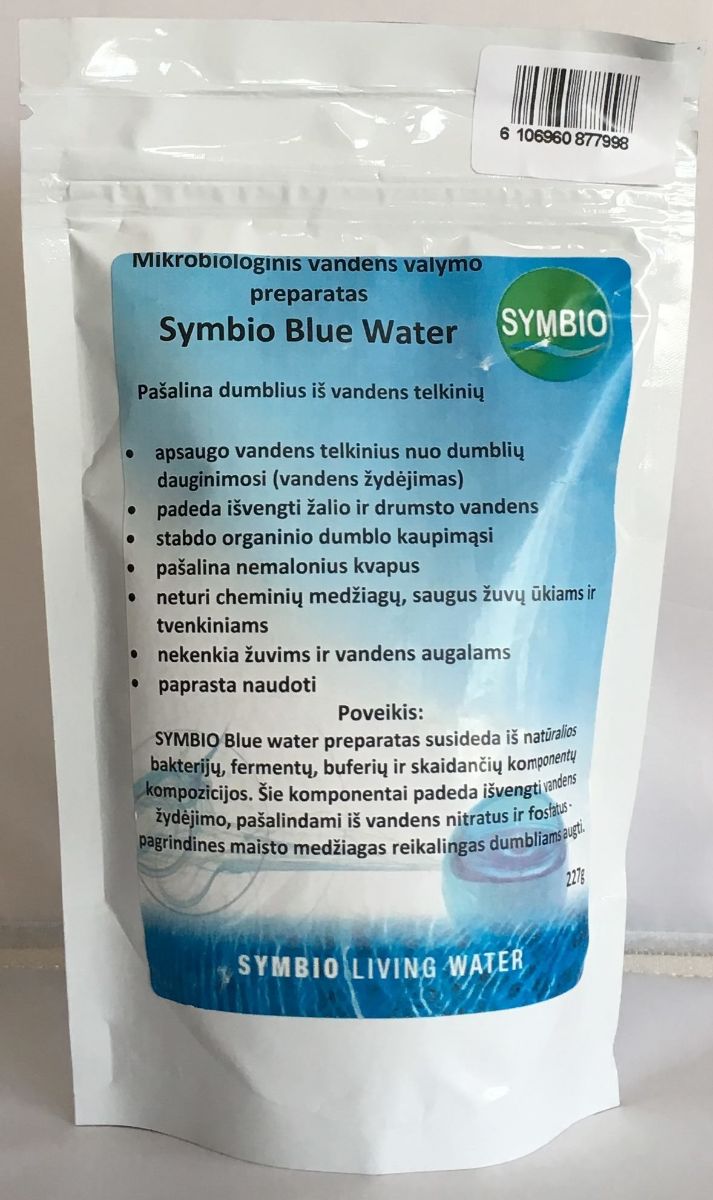 6 106960 877998
Mikrobiologinis vandens valymo
preparatas
Symbio Blue Water
SYMBIO
Pašalina dumblius iš vandens telkinių
• apsaugo vandens telkinius nuo dumblių
dauginimosi (vandens žydėjimas)
• padeda išvengti žalio ir drumsto vandens
• stabdo organinio dumblo kaupimąsi
• pašalina nemalonius kvapus
• neturi cheminių medžiagų, saugus žuvų ūkiams ir
tvenkiniams
• nekenkia žuvims ir vandens augalams
• paprasta naudoti
Poveikis:
SYMBIO Blue water preparatas susideda iš natūralios
bakterijų, fermentų, buferių ir skaidančių komponentų
kompozicijos. Šie komponentai padeda išvengti vandens
žydėjimo, pašalindami iš vandens nitratus ir fosfatus -
pagrindines maisto medžiagas reikalingas dumbliams augti.
227g
SYMBIO LIVING WATER